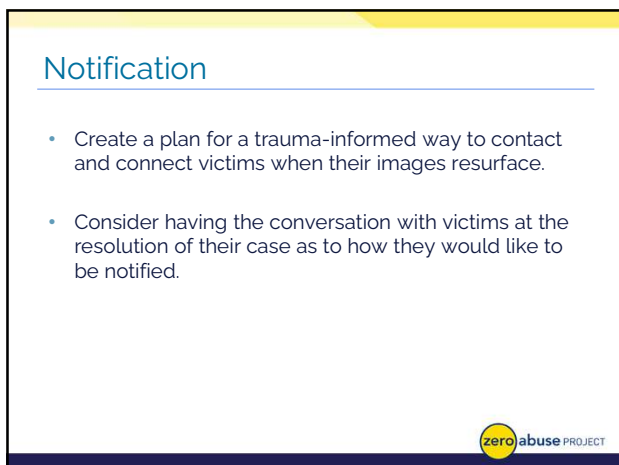 Notification
• Create a plan for a trauma-informed way to contact
and connect victims when their images resurface.
• Consider having the conversation with victims at the
resolution of their case as to how they would like to
be notified.
zero abuse PROJECT